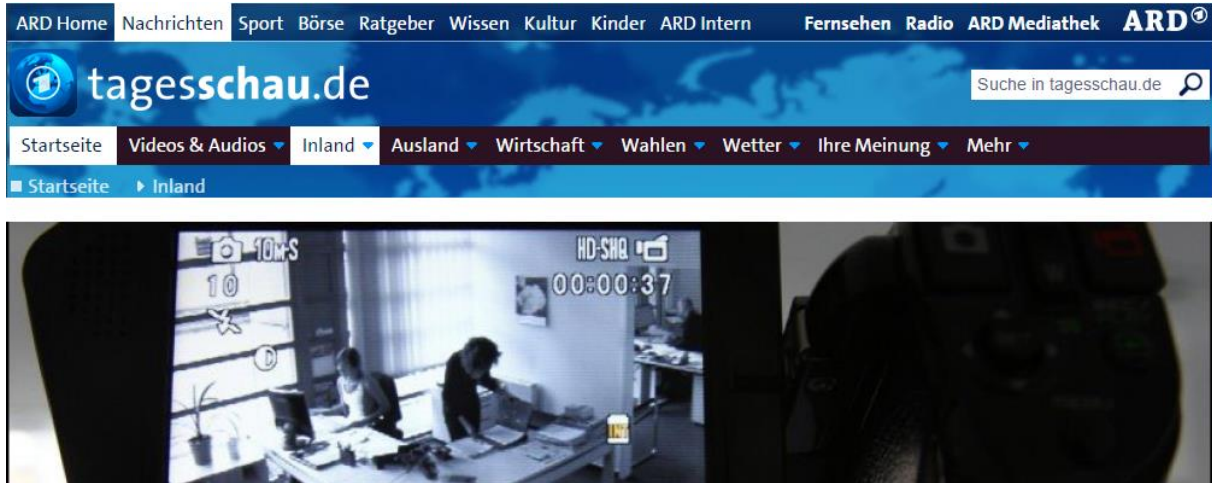 ARD Home Nachrichten Sport Börse Ratgeber Wissen Kultur Kinder ARD Intern Fernsehen Radio ARD Mediathek ARD
tagesschau.de
Suche in tagesschau.de
Startseite Videos & Audios Inland Ausland Wirtschaft Wahlen Wetter Ihre Meinung Mehr
Startseite Inland
10M-S HD-SHQ
10 00:00:37
D
INT